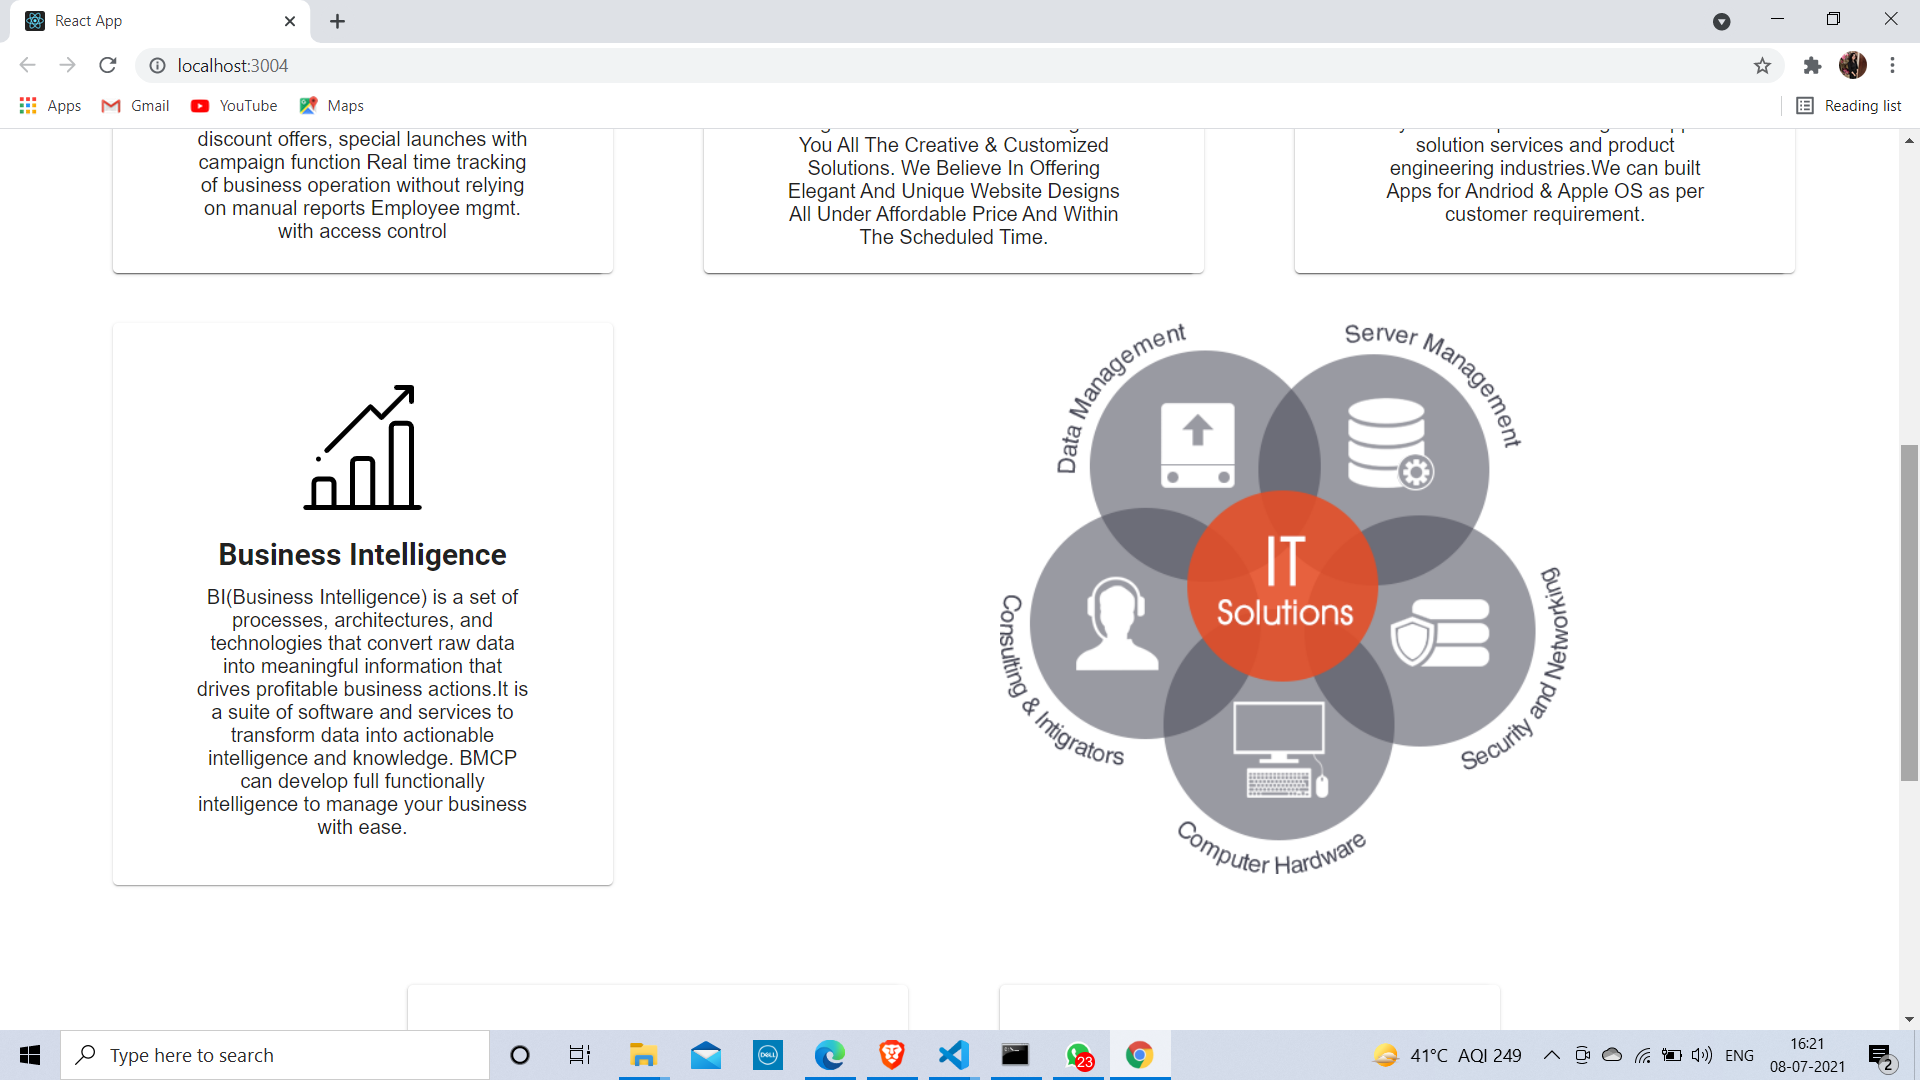 React App
localhost:3004
Apps
Gmail
YouTube
Maps
Reading list
discount offers, special launches with
campaign function Real time tracking
of business operation without relying
on manual reports Employee mgmt.
with access control
You All The Creative & Customized
Solutions. We Believe In Offering
Elegant And Unique Website Designs
All Under Affordable Price And Within
The Scheduled Time.
solution services and product
engineering industries.We can built
Apps for Andriod & Apple OS as per
customer requirement.
Business Intelligence
BI(Business Intelligence) is a set of
processes, architectures, and
technologies that convert raw data
into meaningful information that
drives profitable business actions.It is
a suite of software and services to
transform data into actionable
intelligence and knowledge. BMCP
can develop full functionally
intelligence to manage your business
with ease.
Data Management
Server Management
IT
Solutions
Consulting & Intigrators
Security and Networking
Computer Hardware
Type here to search
DELL
23
41°C AQI 249
ENG
16:21
08-07-2021
2